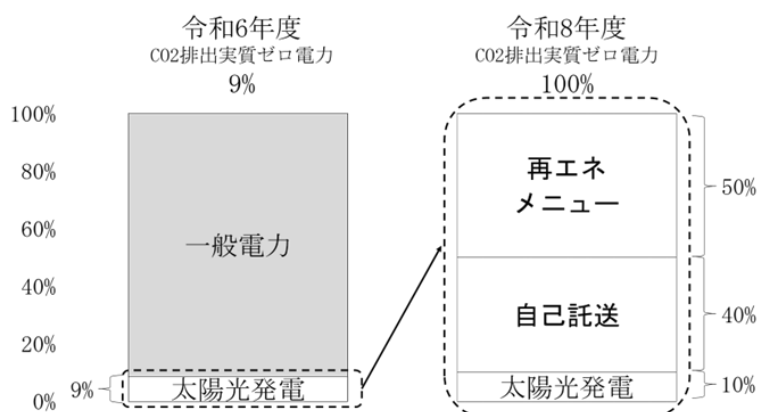 令和6年度
CO2排出実質ゼロ電力
9%
100%
80%
60%
40%
20%
0%
一般電力
9%
太陽光発電
令和8年度
CO2排出実質ゼロ電力
100%
再エネ
メニュー
50%
自己託送
40%
太陽光発電
10%